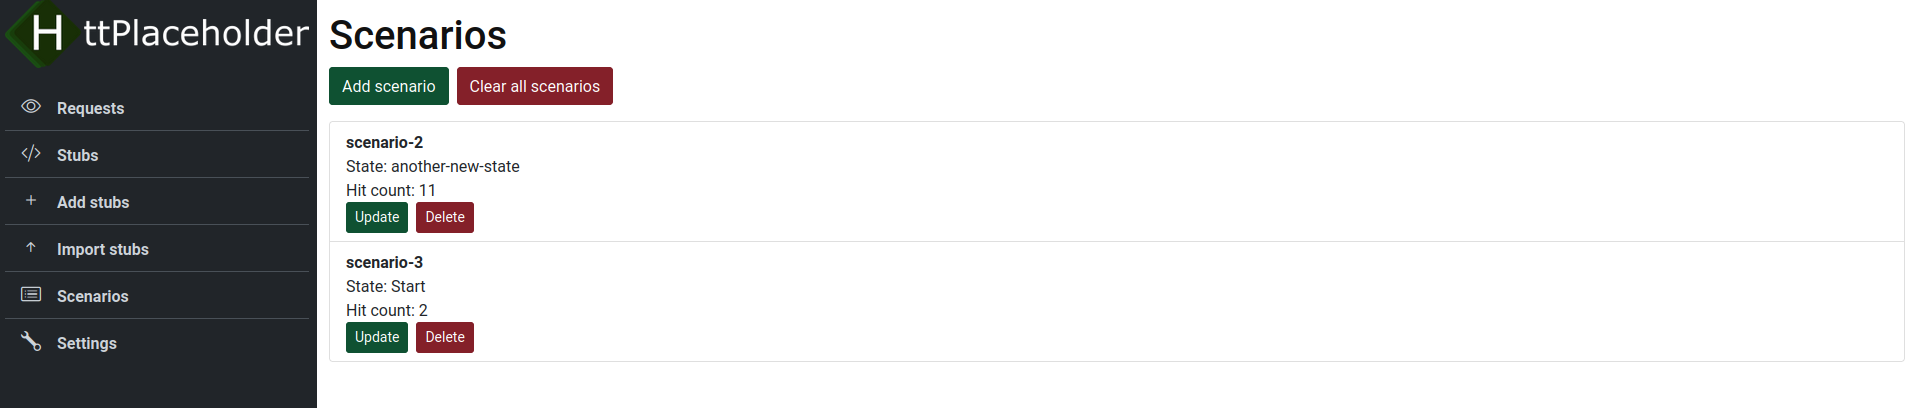 HttPlaceholder
Requests
Stubs
Add stubs
Import stubs
Scenarios
Settings
Scenarios
Add scenario
Clear all scenarios
scenario-2
State: another-new-state
Hit count: 11
Update
Delete
scenario-3
State: Start
Hit count: 2
Update
Delete